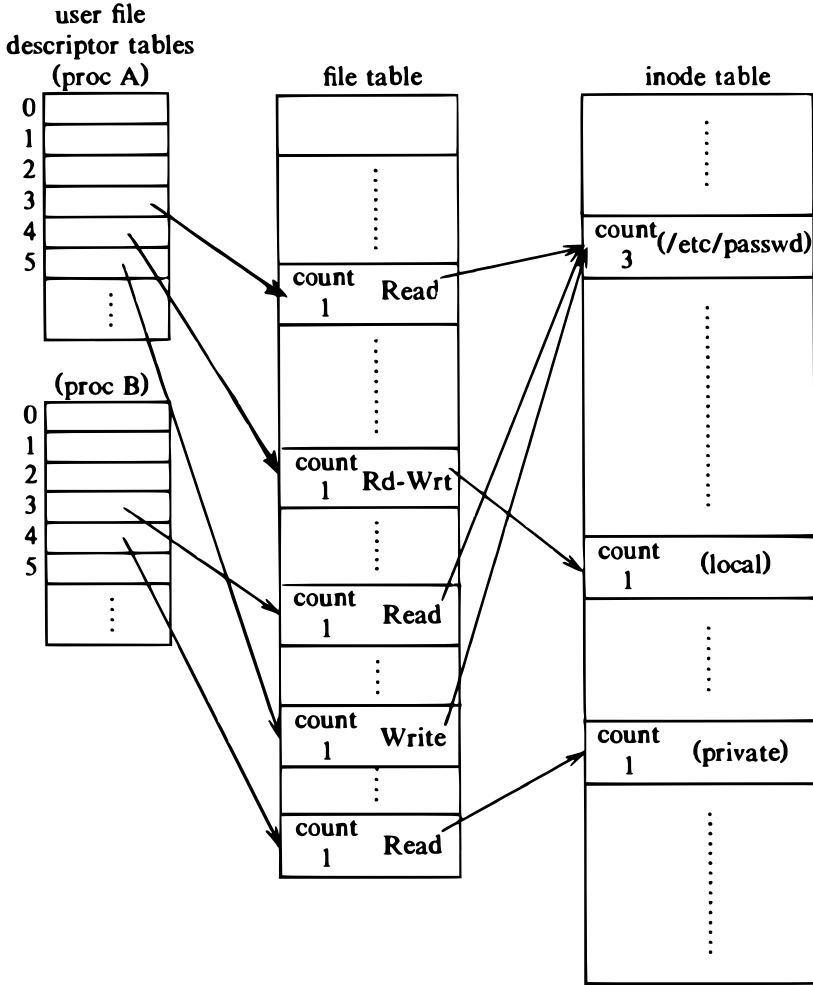 user file
descriptor tables
(proc A)
0
1
2
3
4
5
(proc B)
0
1
2
3
4
5
file table
count
1 Read
count
1 Rd-Wrt
count
1 Read
count
1 Write
count
1 Read
inode table
count (/etc/passwd)
3
count (local)
1
count (private)
1